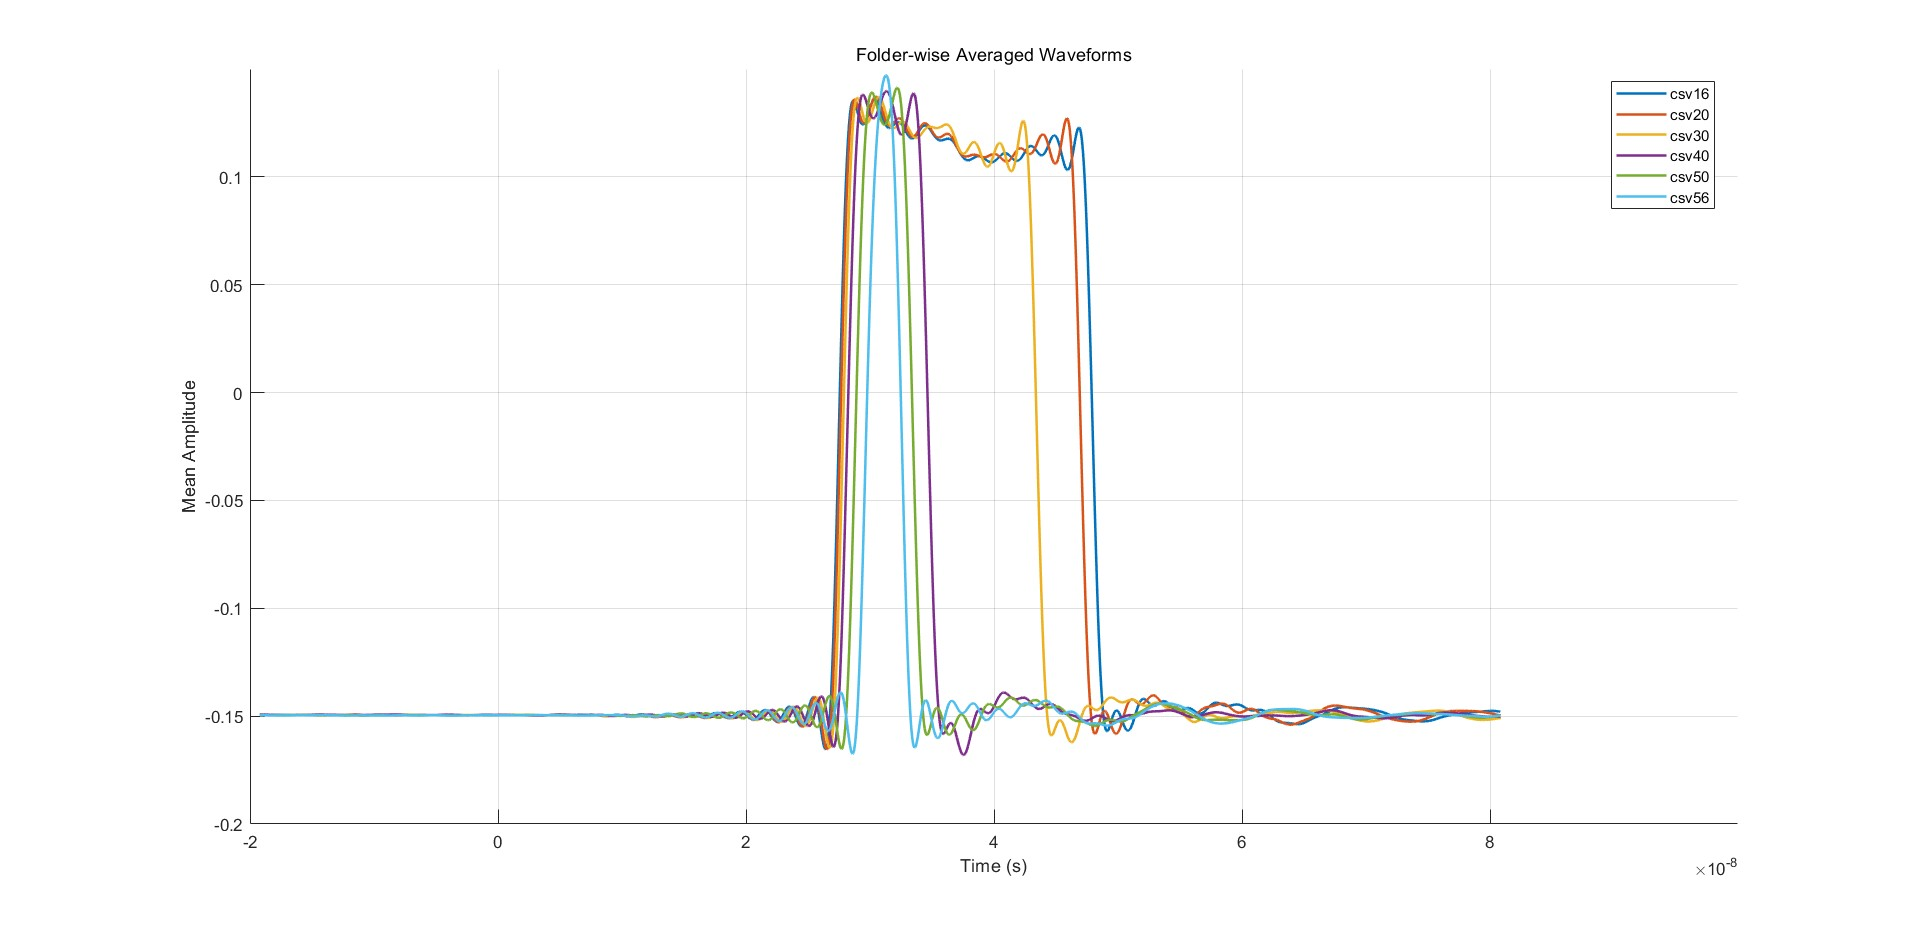 Folder-wise Averaged Waveforms
csv16
csv20
csv30
csv40
csv50
csv56
0.1
0.05
0
-0.05
-0.1
-0.15
-0.2
Mean Amplitude
-2
0
2
4
6
8
Time (s)
×10-8